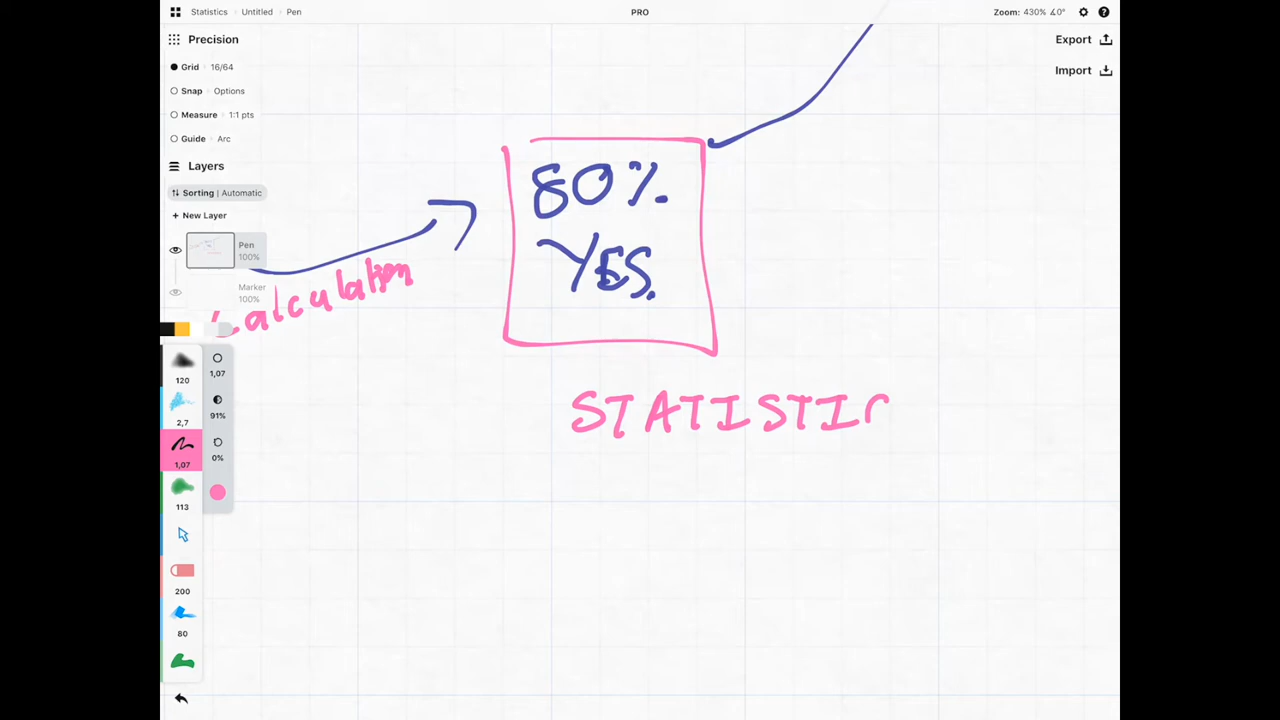 Statistics Untitled Pen
PRO
Zoom: 430% ∠0°
Precision
Export
Import
Grid 16/64
Snap Options
Measure 1:1 pts
Guide Arc
Layers
Sorting | Automatic
+ New Layer
Pen
100%
Marker
100%
80%
YES.
Calculation
STATISTIC
120
2,7
1,07
113
200
80
1,07
91%
0%